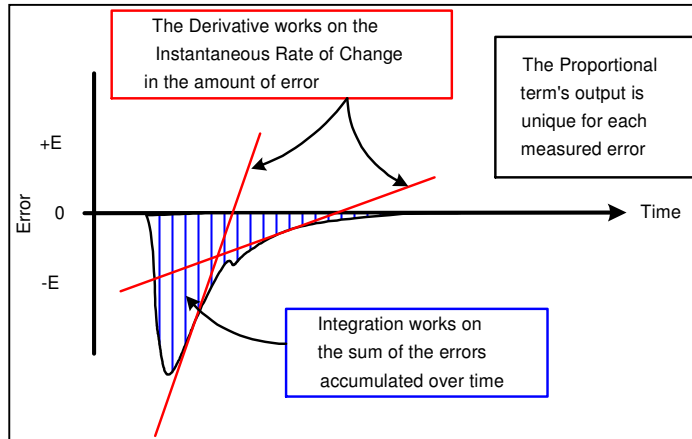 The Derivative works on the
Instantaneous Rate of Change
in the amount of error
The Proportional
term's output is
unique for each
measured error
+E
Error
0
Time
-E
Integration works on
the sum of the errors
accumulated over time